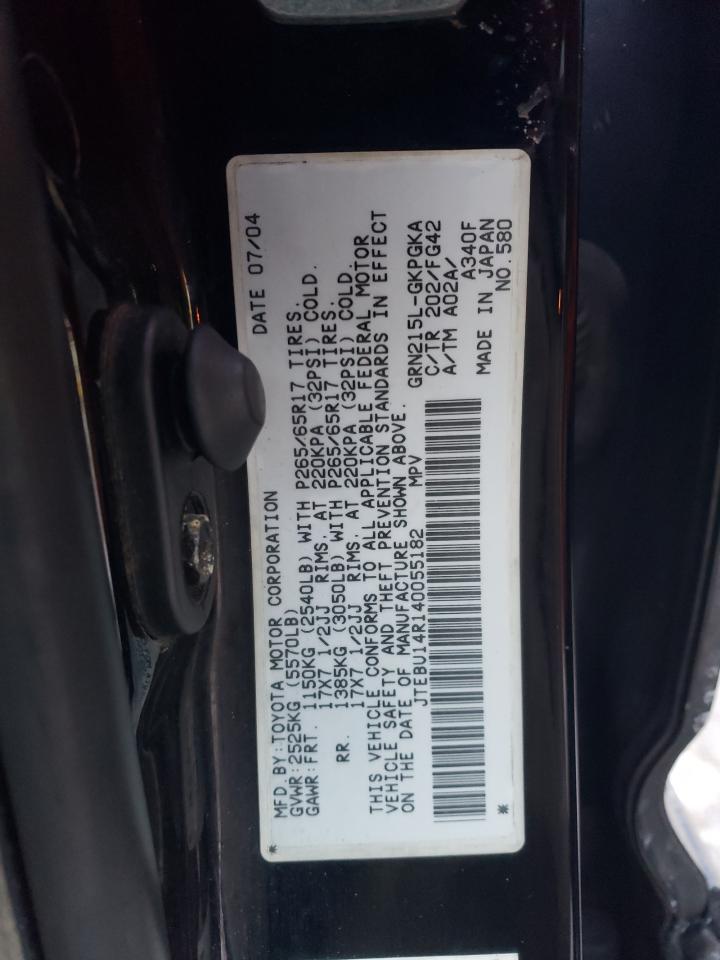 DATE 07/04
MFD. BY: TOYOTA MOTOR CORPORATION
GVWR: 2525KG (5570LB)
GAWR: FRT. 1150KG (2540LB) WITH P265/65R17 TIRES.
17X7 1/2JJ RIMS. AT 220KPA (32PSI) COLD.
RR. 1385KG (3050LB) WITH P265/65R17 TIRES.
17X7 1/2JJ RIMS. AT 220KPA (32PSI) COLD.
THIS VEHICLE CONFORMS TO ALL APPLICABLE FEDERAL MOTOR
VEHICLE SAFETY AND THEFT PREVENTION STANDARDS IN EFFECT
ON THE DATE OF MANUFACTURE SHOWN ABOVE.
JTEBU14R140055182 MPV
GRN215L-GKPGKA
C/TR 202/FG42
A/TM A02A/
A340F
MADE IN JAPAN
NO. 580